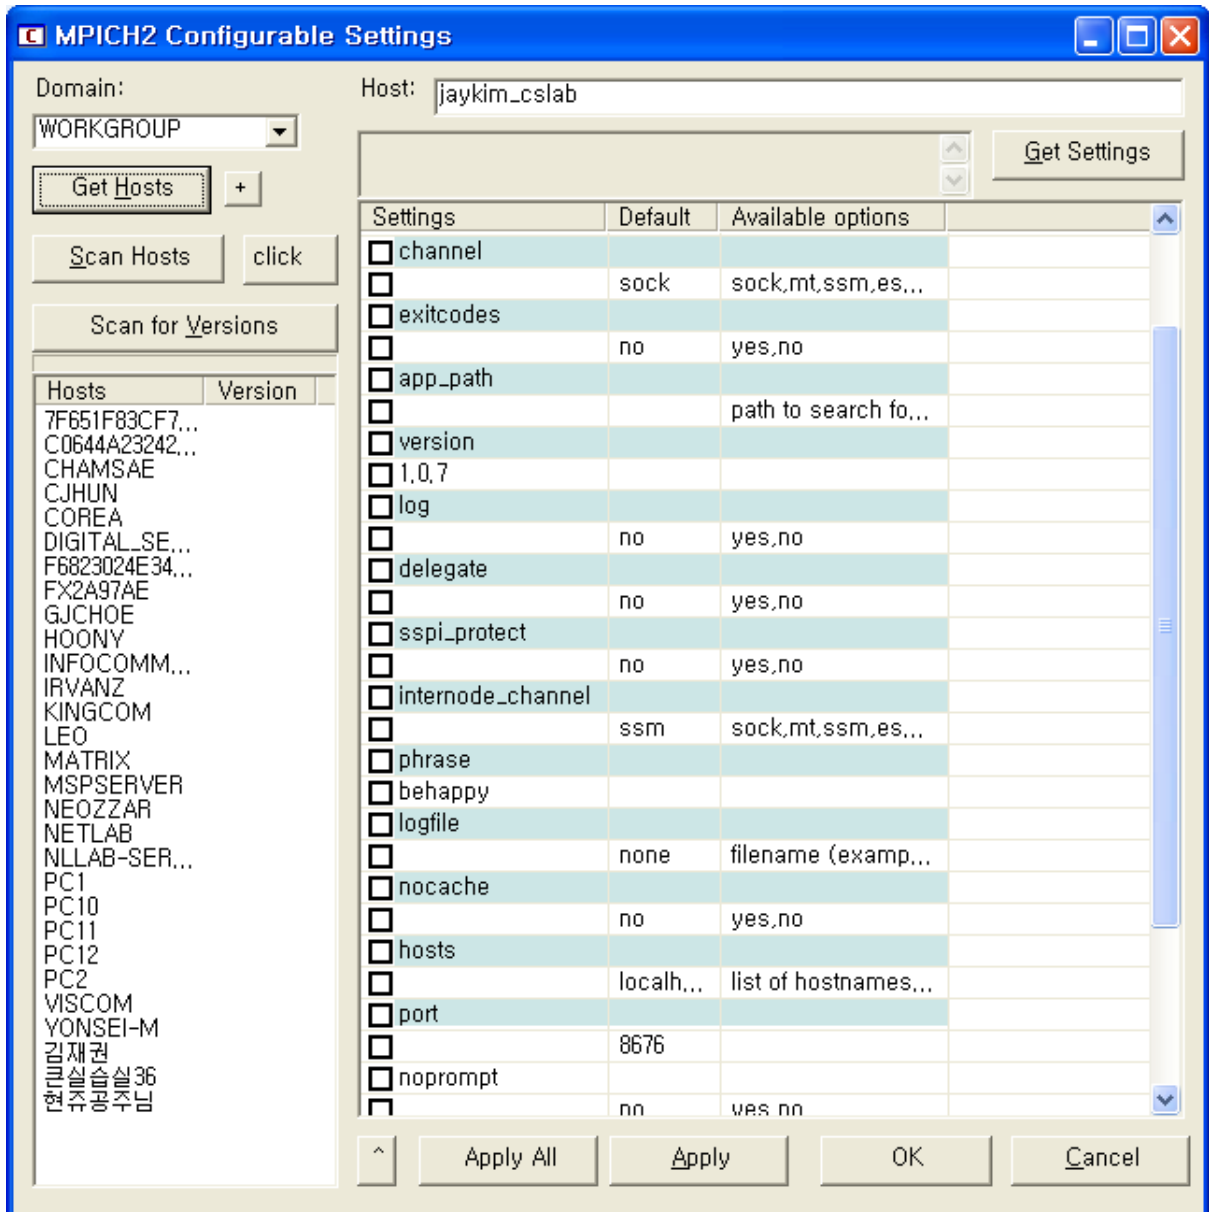 MPICH2 Configurable Settings
Domain:
WORKGROUP
Get Hosts
+
Scan Hosts
click
Scan for Versions
Hosts Version
7F651F83CF7...
C0644A23242...
CHAMSAE
CJHUN
COREA
DIGITAL_SE...
F6823024E34...
FX2A97AE
GJCHOE
HOONY
INFOCOMM...
IRVANZ
KINGCOM
LEO
MATRIX
MSPSERVER
NEOZZAR
NETLAB
NLLAB-SER...
PC1
PC10
PC11
PC12
PC2
VISCOM
YONSEI-M
김재권
큰실습실36
현쥬공주님
Host: jaykim_cslab
Get Settings
Settings Default Available options
channel
sock sock,mt,ssm,es...
exitcodes
no yes,no
app_path
path to search fo...
version
1.0.7
log
no yes,no
delegate
no yes,no
sspi_protect
no yes,no
internode_channel
ssm sock,mt,ssm,es...
phrase
behappy
logfile
none filename (examp...
nocache
no yes,no
hosts
localh... list of hostnames...
port
8676
noprompt
no yes,no
^
Apply All
Apply
OK
Cancel